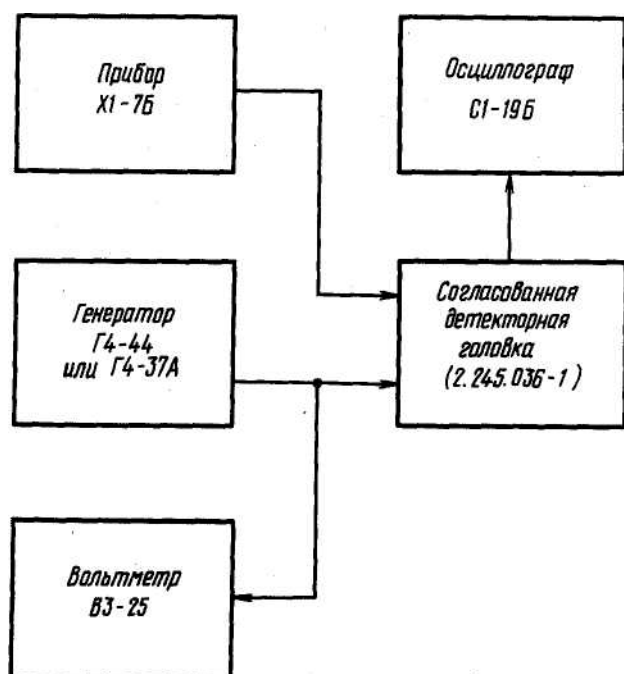 Прибор
Х1-7Б
Осциллограф
С1-19Б
Генератор
Г4-44
или Г4-37А
Согласованная
детекторная
головка
(2.245.036-1)
Вольтметр
В3-25